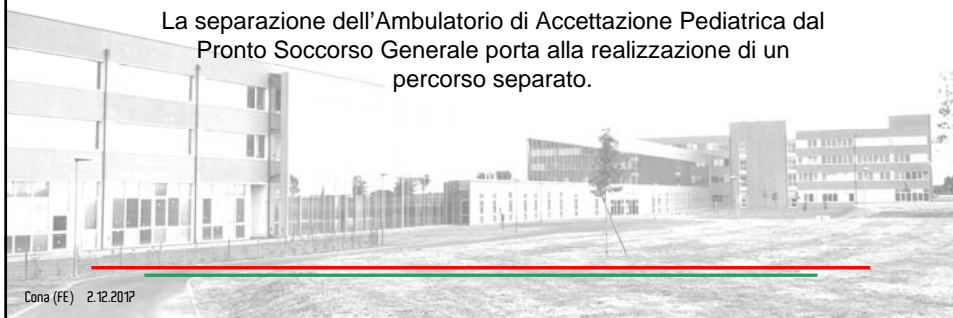 La separazione dell’Ambulatorio di Accettazione Pediatrica dal
Pronto Soccorso Generale porta alla realizzazione di un
percorso separato.
Cona (FE) 2.12.2017